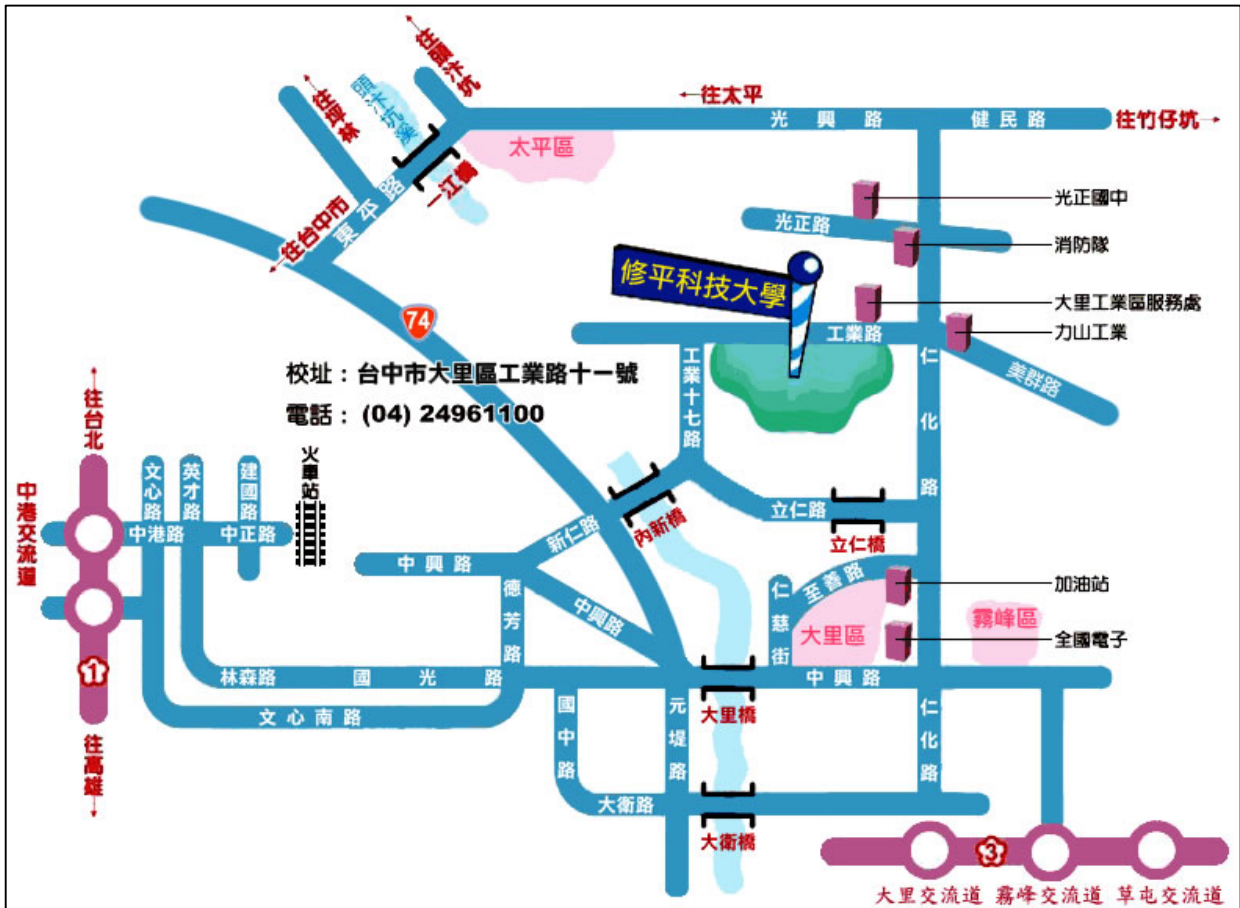 往頭汴坑
往坪林
頭汴坑溪
往太平
光興路
健民路
往竹仔坑
太平區
一江橋
東平路
往台中市
光正國中
光正路
消防隊
修平科技大學
大里工業區服務處
力山工業
工業路
美群路
74
校址：台中市大里區工業路十一號
電話： (04) 24961100
工業十七路
仁化路
往台北
中港交流道
文心路
英才路
建國路
火車站
中港路
中正路
立仁路
立仁橋
新仁路
內新橋
中興路
德芳路
中興路
仁慈街
至善路
加油站
大里區
霧峰區
全國電子
1
林森路
國光路
中興路
文心南路
國中路
元堤路
大里橋
仁化路
往高雄
大衛路
大衛橋
3
大里交流道
霧峰交流道
草屯交流道